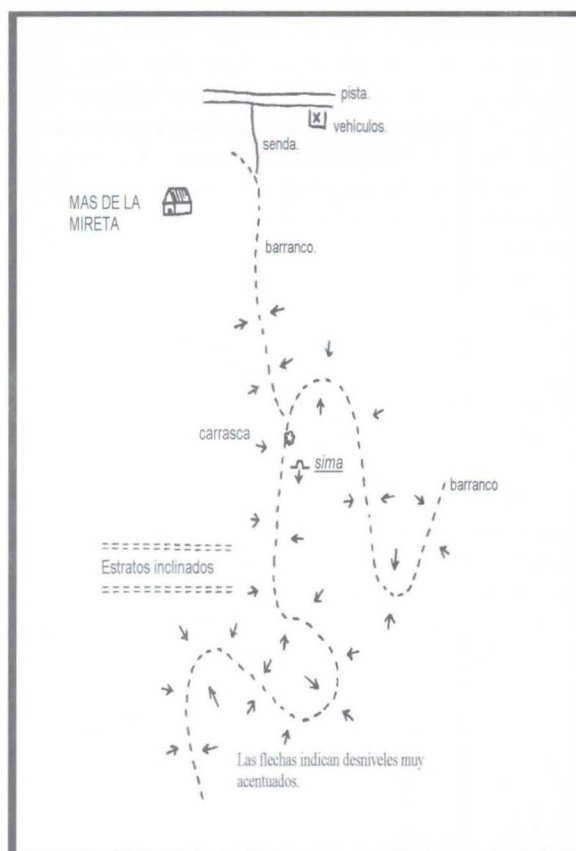 pista.
x
vehículos.
senda.
MAS DE LA
MIRETA
barranco.
carrasca
sima
barranco
Estratos inclinados
Las flechas indican desniveles muy
acentuados.